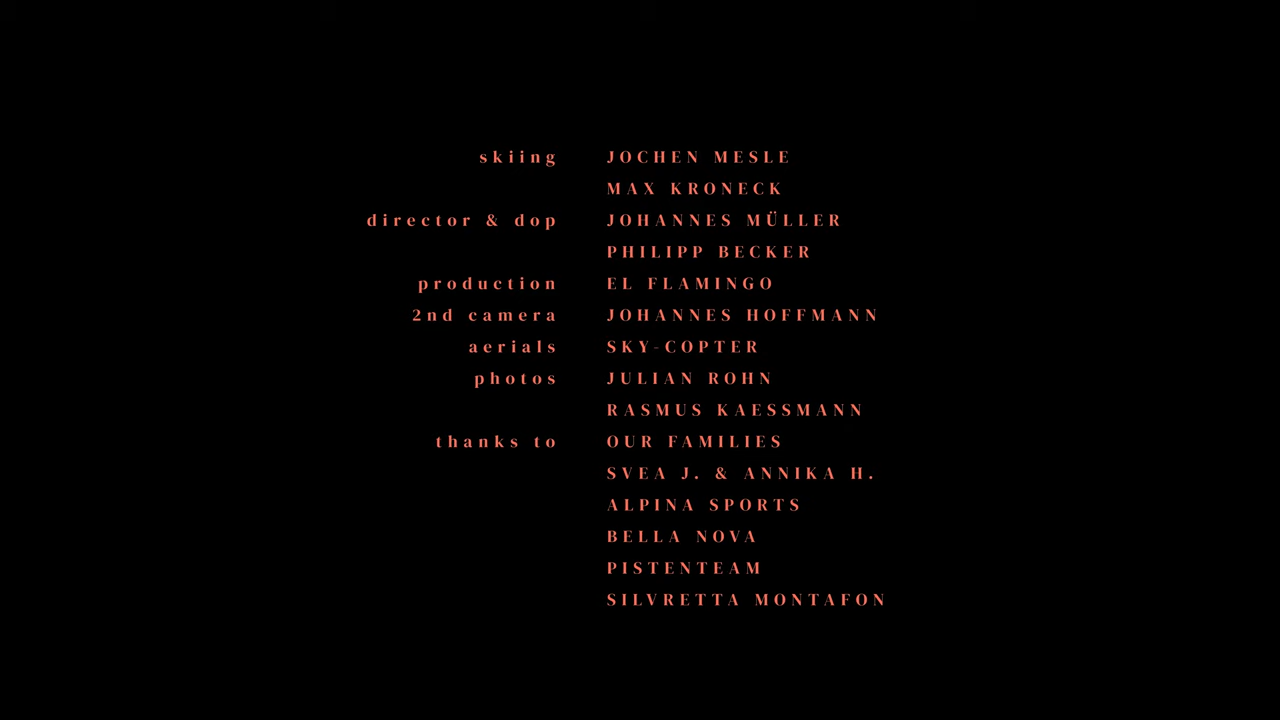 skiing JOCHEN MESLE
MAX KRONECK
director & dop JOHANNES MÜLLER
PHILIPP BECKER
production EL FLAMINGO
2nd camera JOHANNES HOFFMANN
aerials SKY-COPTER
photos JULIAN ROHN
RASMUS KAESSMANN
thanks to OUR FAMILIES
SVEA J. & ANNIKA H.
ALPINA SPORTS
BELLA NOVA
PISTENTEAM
SILVRETTA MONTAFON